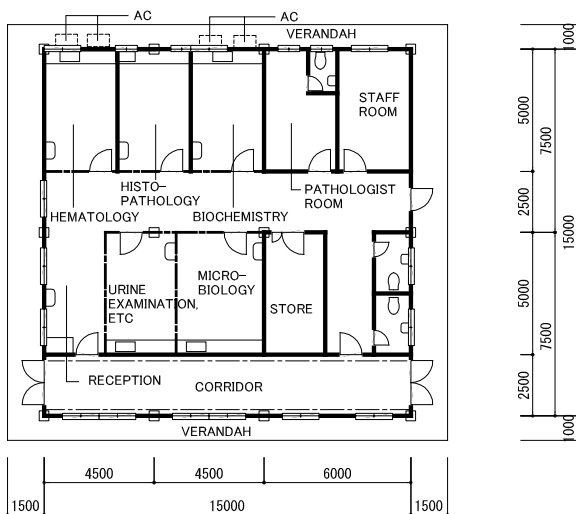 AC
AC
VERANDAH
STAFF
ROOM
HISTO-
PATHOLOGY
HEMATOLOGY
BIOCHEMISTRY
PATHOLOGIST
ROOM
URINE
EXAMINATION,
ETC
MICRO-
BIOLOGY
STORE
RECEPTION
CORRIDOR
VERANDAH
1000
5000
7500
2500
15000
5000
7500
2500
1000
4500
4500
6000
1500
15000
1500